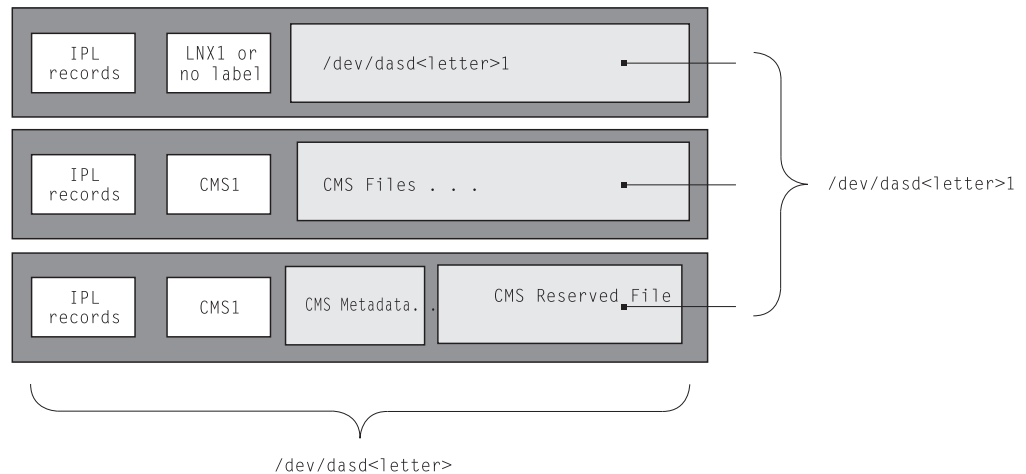 IPL
records
LNX1 or
no label
/dev/dasd<letter>1
IPL
records
CMS1
CMS Files . . .
/dev/dasd<letter>1
IPL
records
CMS1
CMS Metadata. .
CMS Reserved File
/dev/dasd<letter>